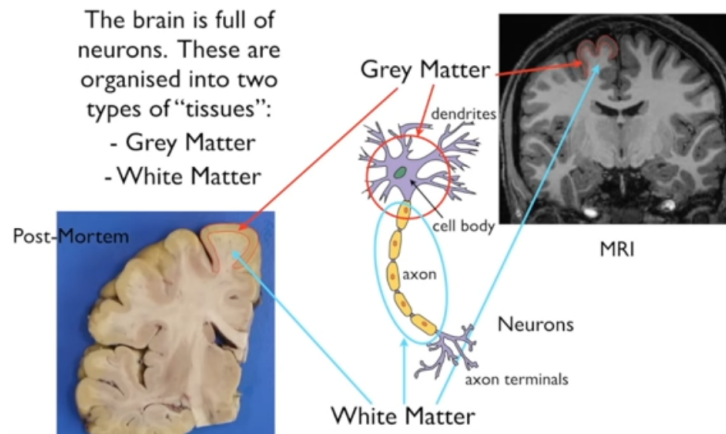 The brain is full of
neurons. These are
organised into two
types of “tissues”:
- Grey Matter
- White Matter
Grey Matter
dendrites
cell body
axon
Neurons
axon terminals
White Matter
Post-Mortem
MRI